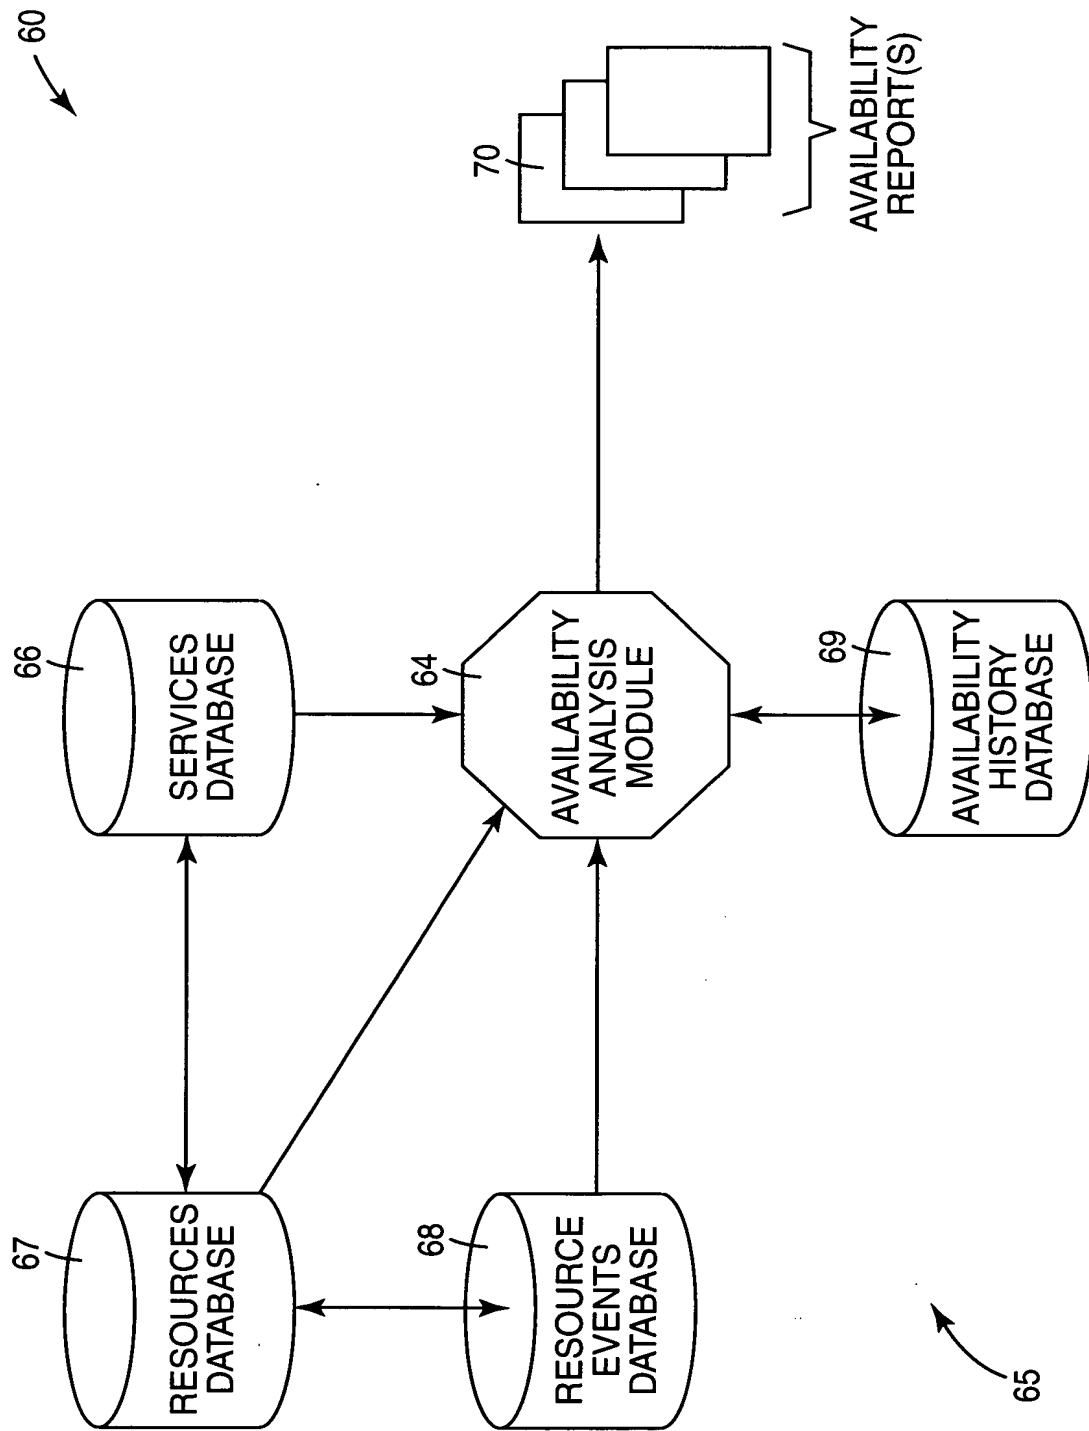 60
67
RESOURCES
DATABASE
66
SERVICES
DATABASE
68
RESOURCE
EVENTS
DATABASE
64
AVAILABILITY
ANALYSIS
MODULE
70
AVAILABILITY
REPORT(S)
69
AVAILABILITY
HISTORY
DATABASE
65